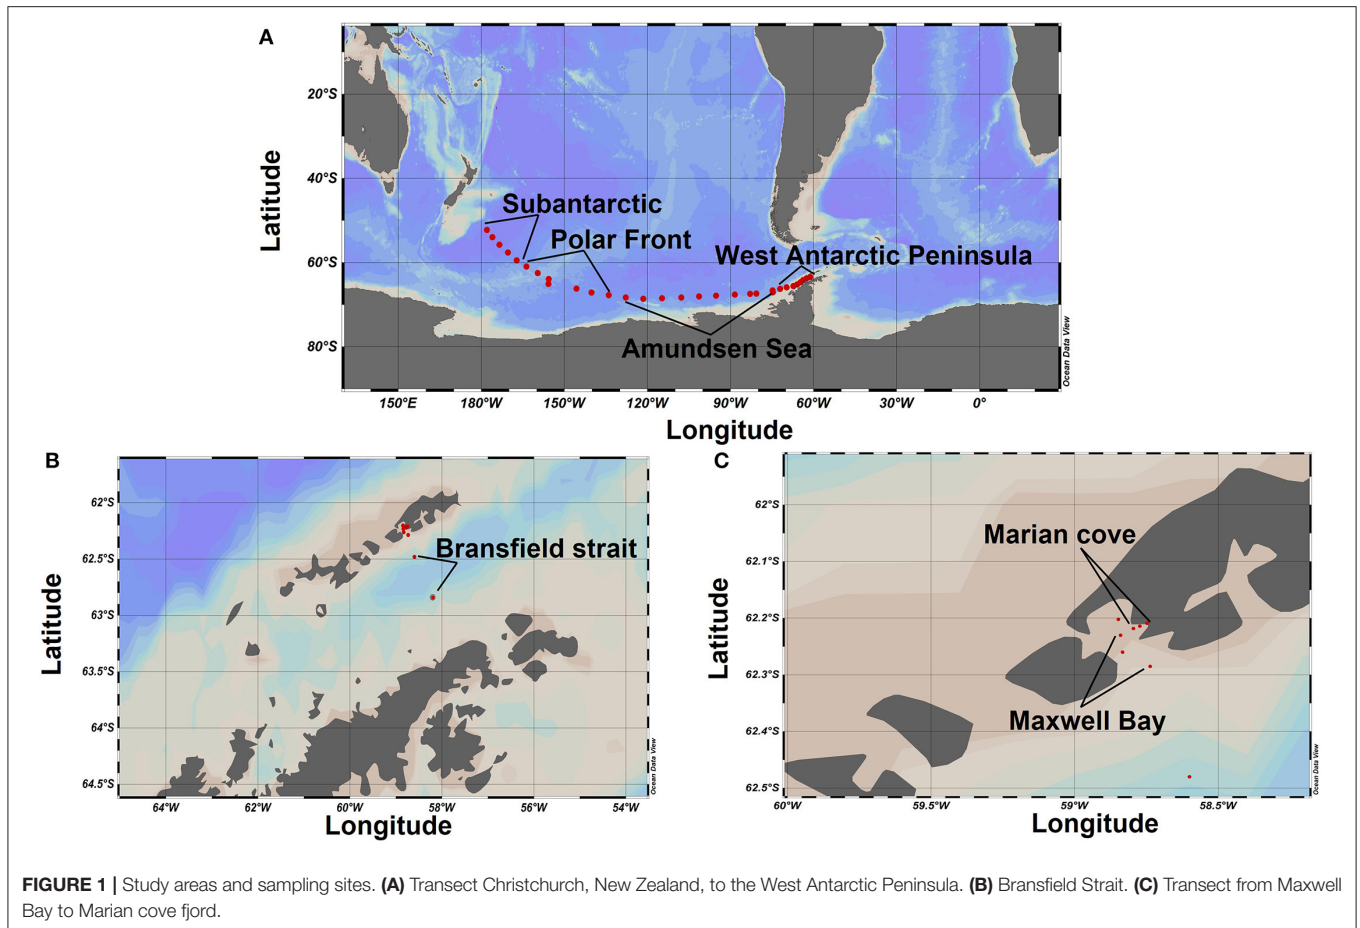 A
20°S
40°S
60°S
80°S
Latitude
Subantarctic
Polar Front
West Antarctic Peninsula
Amundsen Sea
Ocean Data View
150°E 180°W 150°W 120°W 90°W 60°W 30°W 0°
Longitude
B
62°S
62.5°S
63°S
63.5°S
64°S
64.5°S
Latitude
Bransfield strait
Ocean Data View
64°W 62°W 60°W 58°W 56°W 54°W
Longitude
C
62°S
62.1°S
62.2°S
62.3°S
62.4°S
62.5°S
Latitude
Marian cove
Maxwell Bay
Ocean Data View
60°W 59.5°W 59°W 58.5°W
Longitude
FIGURE 1 | Study areas and sampling sites. (A) Transect Christchurch, New Zealand, to the West Antarctic Peninsula. (B) Bransfield Strait. (C) Transect from Maxwell
Bay to Marian cove fjord.